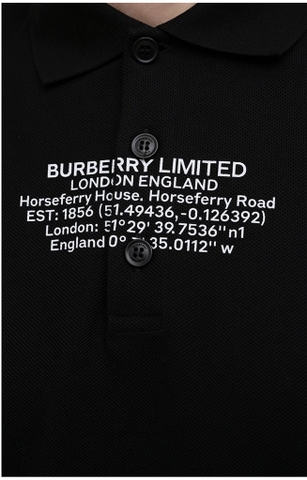 BURBERRY LIMITED
LONDON ENGLAND
Horseferry House. Horseferry Road
EST: 1856 (51.49436,-0.126392)
London: 51°29' 39.7536''n1
England 0° 35.0112'' w